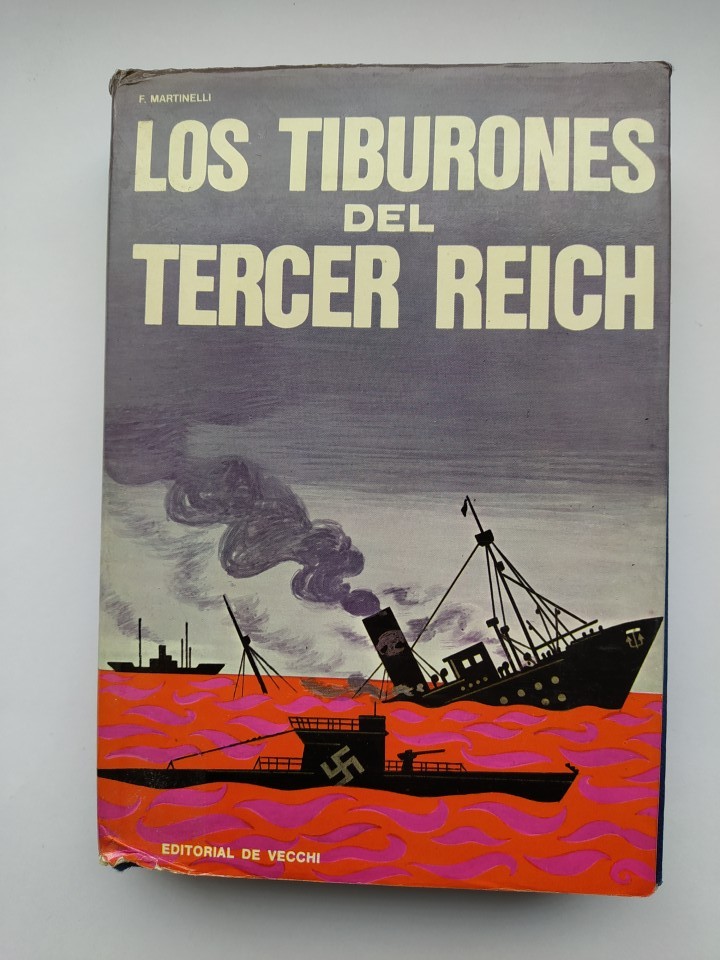 F. MARTINELLI
LOS TIBURONES
DEL
TERCER REICH
EDITORIAL DE VECCHI